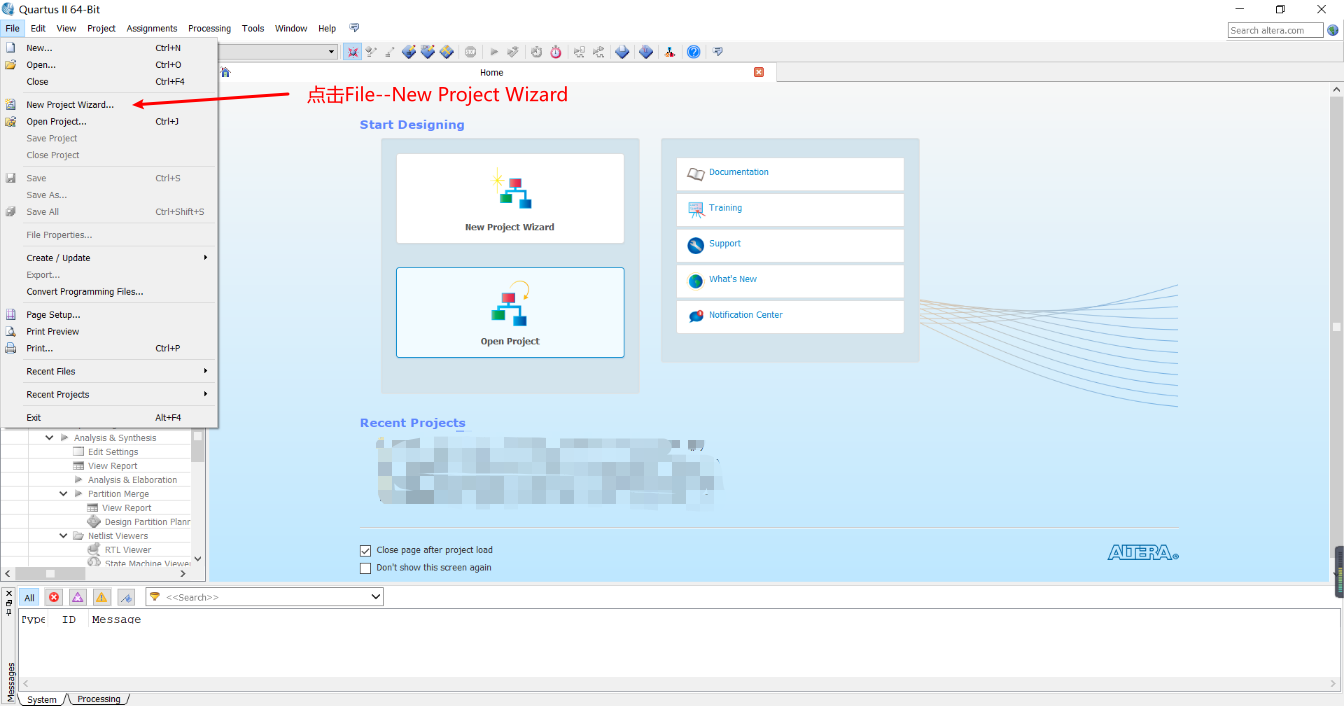 Quartus II 64-Bit
File Edit View Project Assignments Processing Tools Window Help
Search altera.com
New... Ctrl+N
Open... Ctrl+O
Close Ctrl+F4
New Project Wizard...
Open Project... Ctrl+J
Save Project
Close Project
Save Ctrl+S
Save As...
Save All Ctrl+Shift+S
File Properties...
Create / Update
Export...
Convert Programming Files...
Page Setup...
Print Preview
Print... Ctrl+P
Recent Files
Recent Projects
Exit Alt+F4
Home
点击File--New Project Wizard
Start Designing
New Project Wizard
Open Project
Documentation
Training
Support
What's New
Notification Center
Recent Projects
Close page after project load
Don't show this screen again
ALTERA
Analysis & Synthesis
Edit Settings
View Report
Analysis & Elaboration
Partition Merge
View Report
Design Partition Planr
Netlist Viewers
RTL Viewer
State Machine Viewer
All
<<Search>>
Type ID Message
Messages
System Processing